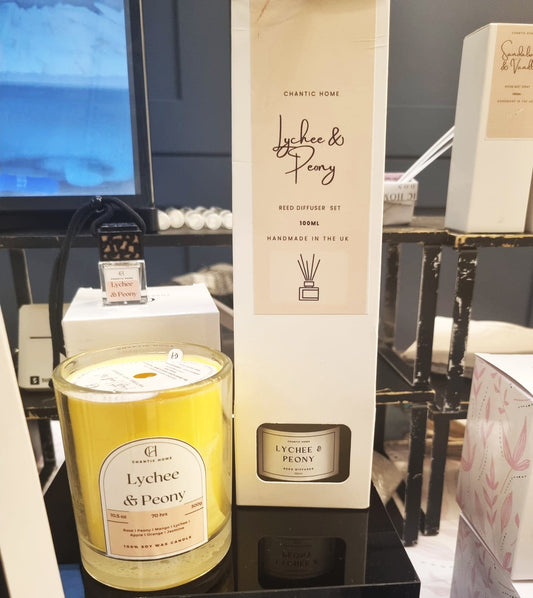 CHANTIC HOME
Lychee &
Peony
REED DIFFUSER SET
100ML
HANDMADE IN THE UK
CHANTIC HOME
LYCHEE &
PEONY
REED DIFFUSER
Lychee
& Peony
CH
CHANTIC HOME
Lychee
& Peony
10.5 oz
70 hrs
300g
Rose | Peony | Mango | Lychee |
Apple | Orange | Jasmine
100% SOY WAX CANDLE
CHANTIC HOME
& Vanilla